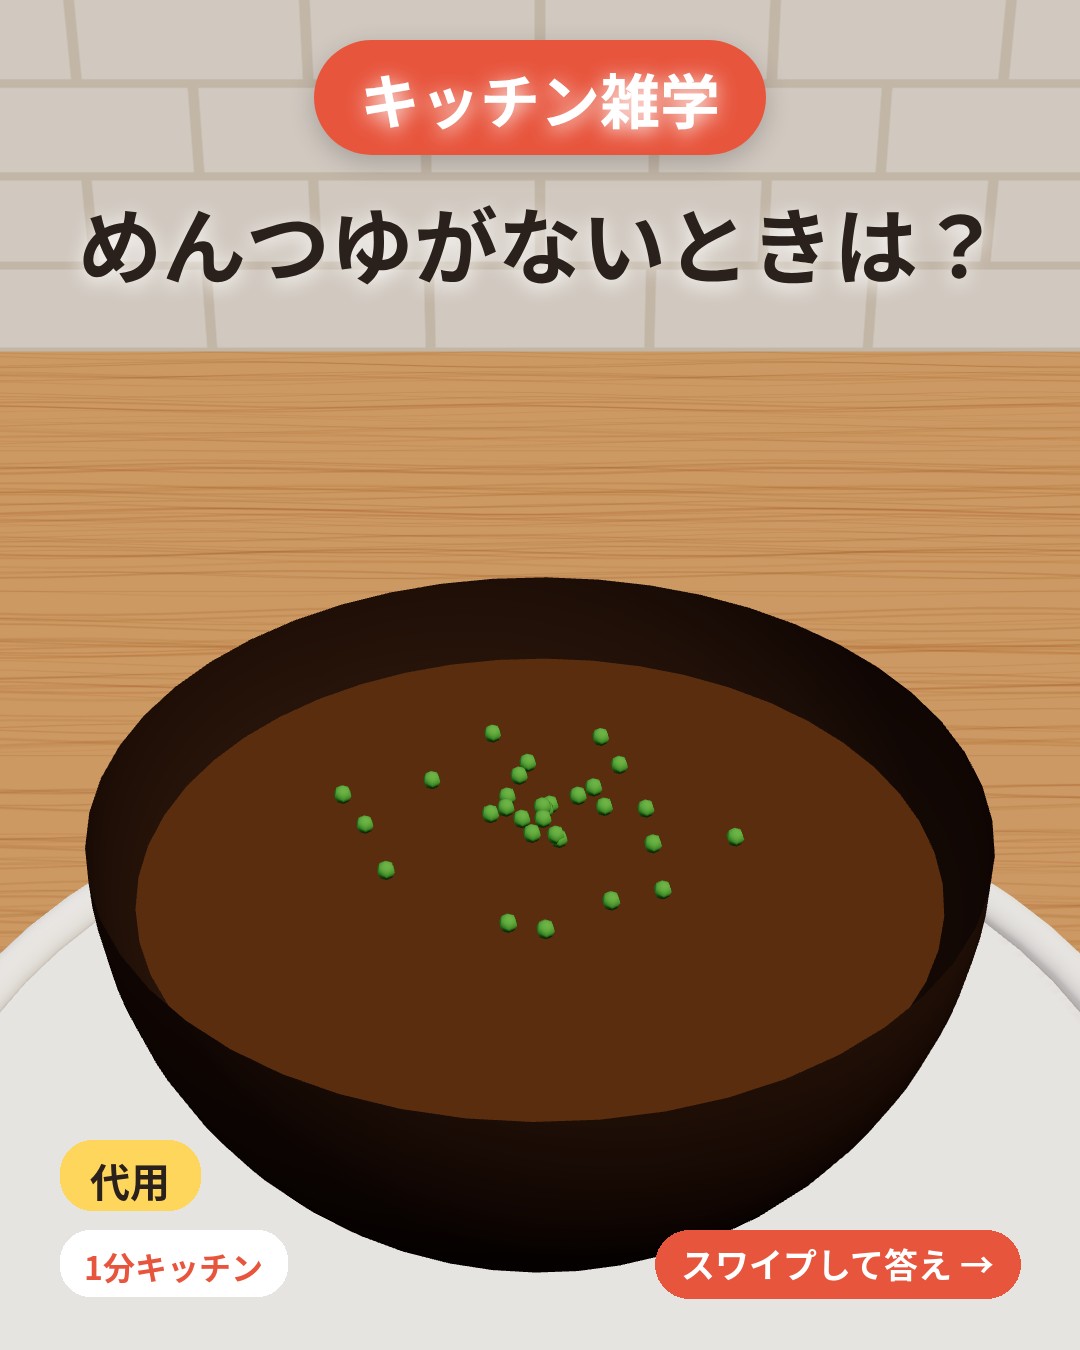 キッチン雑学
めんつゆがないときは？
代用
1分キッチン
スワイプして答え→